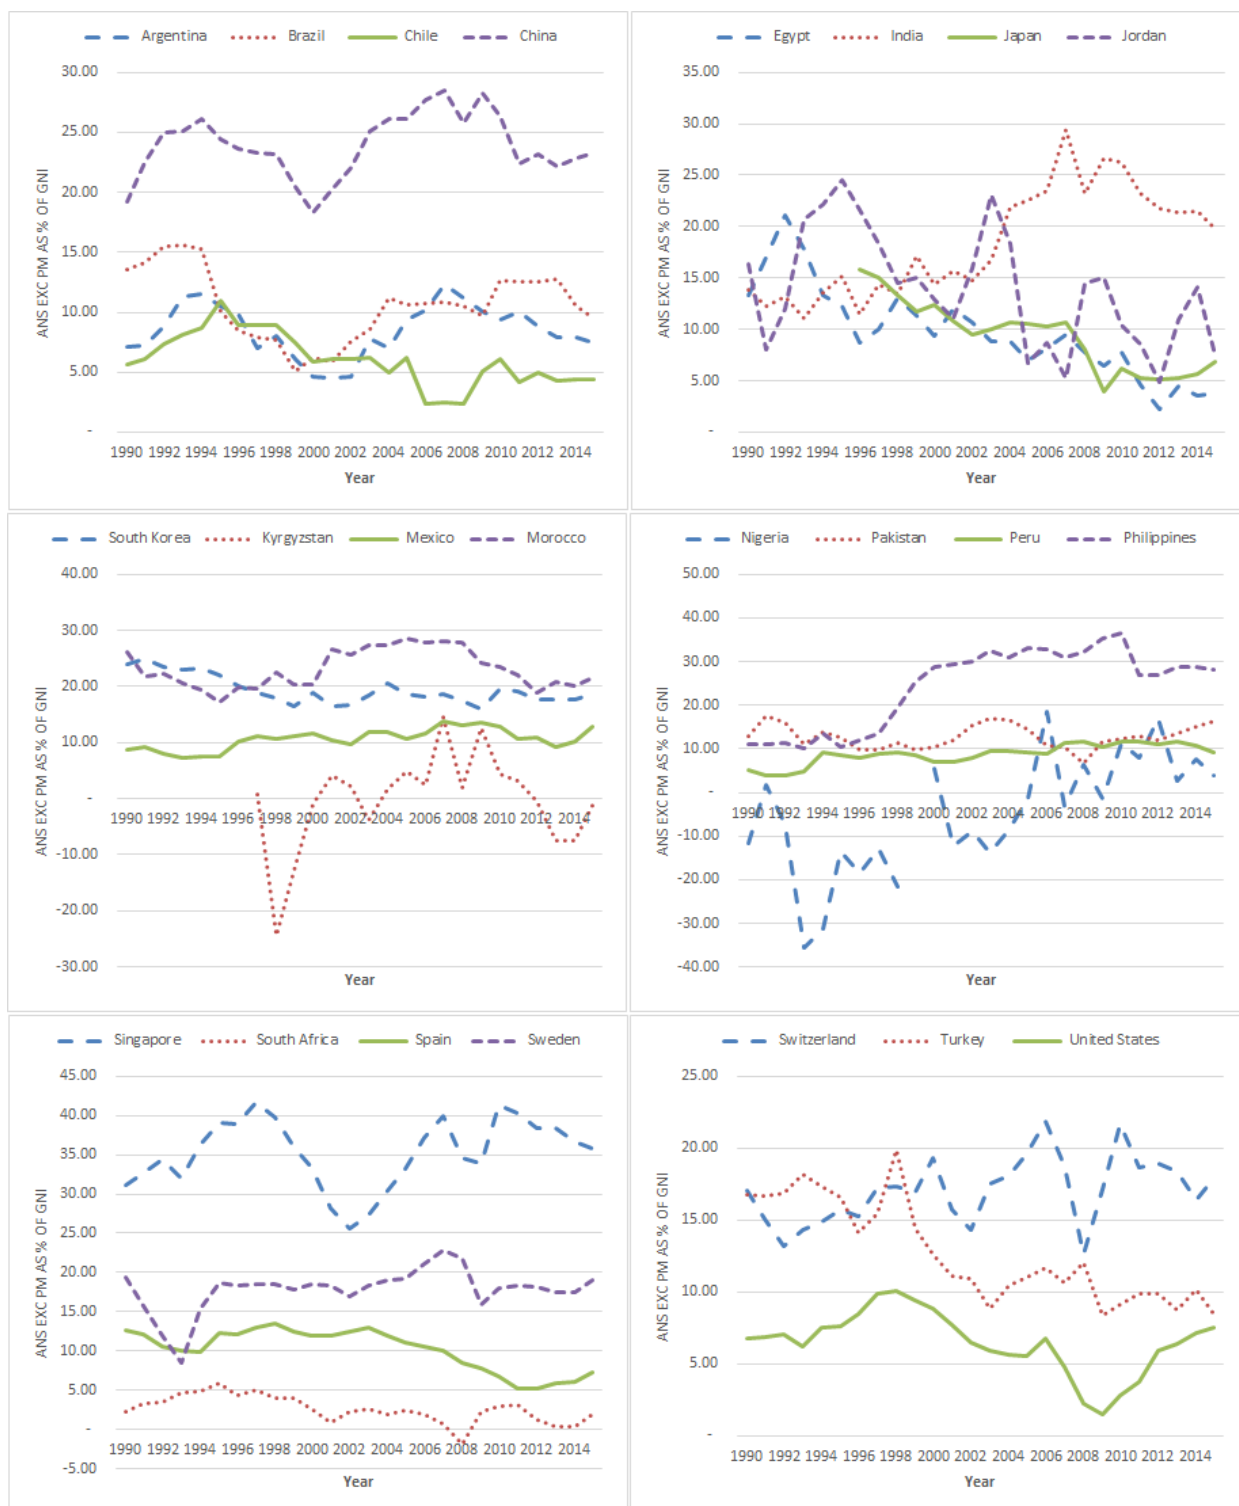 Argentina Brazil Chile China
30.00
25.00
20.00
15.00
10.00
5.00
-
ANS EXC PM AS % OF GNI
1990 1992 1994 1996 1998 2000 2002 2004 2006 2008 2010 2012 2014
Year
Egypt India Japan Jordan
35.00
30.00
25.00
20.00
15.00
10.00
5.00
-
ANS EXC PM AS % OF GNI
1990 1992 1994 1996 1998 2000 2002 2004 2006 2008 2010 2012 2014
Year
South Korea Kyrgyzstan Mexico Morocco
40.00
30.00
20.00
10.00
-
-10.00
-20.00
-30.00
ANS EXC PM AS % OF GNI
1990 1992 1994 1996 1998 2000 2002 2004 2006 2008 2010 2012 2014
Year
Nigeria Pakistan Peru Philippines
50.00
40.00
30.00
20.00
10.00
-
-10.00
-20.00
-30.00
-40.00
ANS EXC PM AS % OF GNI
1990 1992 1994 1996 1998 2000 2002 2004 2006 2008 2010 2012 2014
Year
Singapore South Africa Spain Sweden
45.00
40.00
35.00
30.00
25.00
20.00
15.00
10.00
5.00
-
-5.00
ANS EXC PM AS % OF GNI
1990 1992 1994 1996 1998 2000 2002 2004 2006 2008 2010 2012 2014
Year
Switzerland Turkey United States
25.00
20.00
15.00
10.00
5.00
-
ANS EXC PM AS % OF GNI
1990 1992 1994 1996 1998 2000 2002 2004 2006 2008 2010 2012 2014
Year